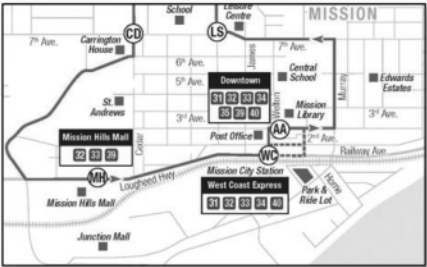 School
Leisure
Centre
MISSION
CD
LS
7th Ave.
Carrington
House
James
7th Ave.
6th Ave.
Central
School
Downtown
5th Ave.
31 32 33 34
35 39 40
Murray
Edwards
Estates
St.
Andrews
Welton
Mission
Library
3rd Ave.
3rd Ave.
Mission Hills Mall
32 33 39
Cedar
Post Office
AA
2nd Ave.
WC
Railway Ave.
MH
Lougheed Hwy
Mission City Station
West Coast Express
31 32 33 34 40
Horne
Park &
Ride Lot
Mission Hills Mall
Junction Mall